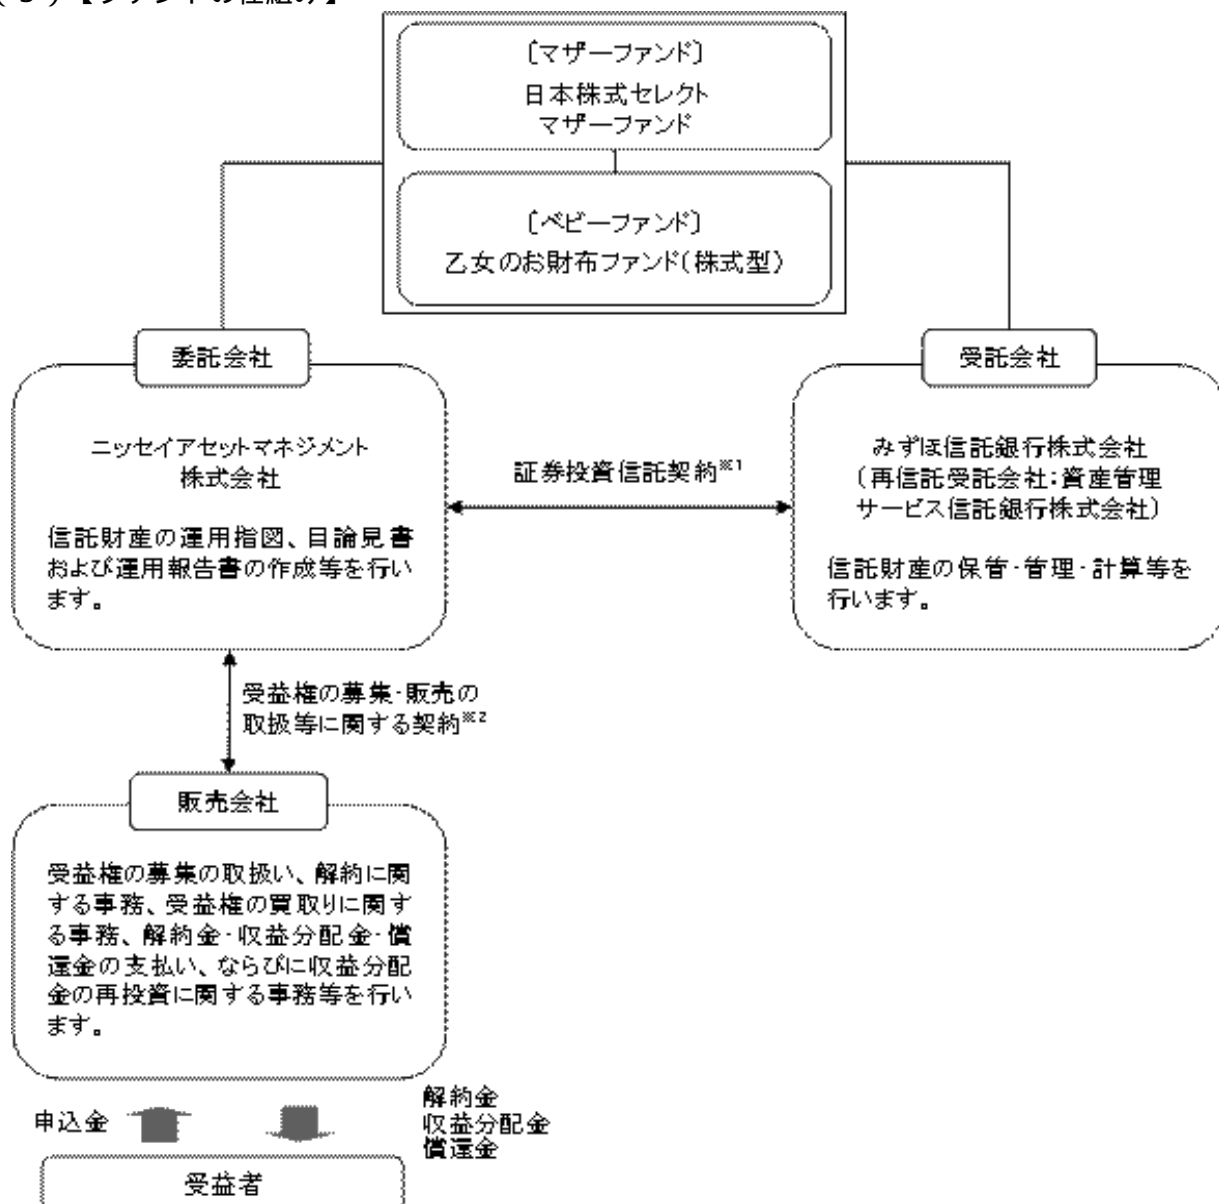 (3)【ファンドの仕組み】
〔マザーファンド〕
日本株式セレクト
マザーファンド
〔ベビーファンド〕
乙女のお財布ファンド(株式型)
委託会社
ニッセイアセットマネジメント
株式会社
信託財産の運用指図、目論見書
および運用報告書の作成等を行い
ます。
証券投資信託契約※1
受託会社
みずほ信託銀行株式会社
(再信託受託会社:資産管理
サービス信託銀行株式会社)
信託財産の保管・管理・計算等を
行います。
受益権の募集・販売の
取扱等に関する契約※2
販売会社
受益権の募集の取扱い、解約に関
する事務、受益権の買取りに関す
る事務、解約金・収益分配金・償
還金の支払い、ならびに収益分配
金の再投資に関する事務等を行い
ます。
申込金
解約金
収益分配金
償還金
受益者